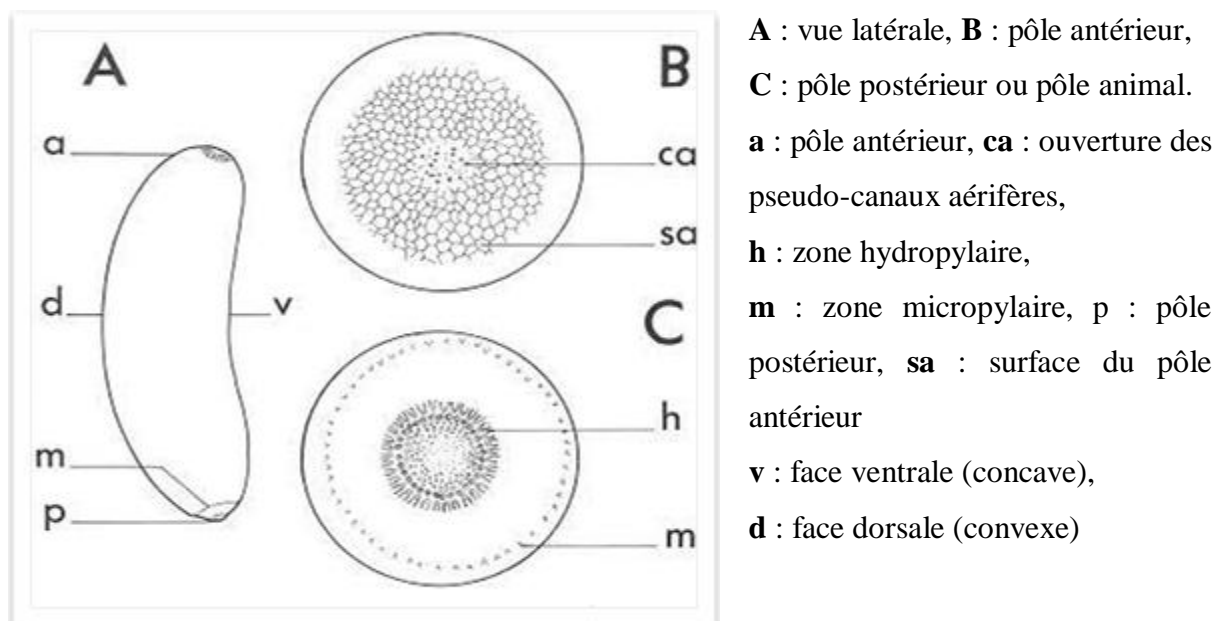 A
B
a
ca
sa
d
v
C
m
h
p
m
A : vue latérale, B : pôle antérieur,
C : pôle postérieur ou pôle animal.
a : pôle antérieur, ca : ouverture des
pseudo-canaux aérifères,
h : zone hydropylaire,
m : zone micropylaire, p : pôle
postérieur, sa : surface du pôle
antérieur
v : face ventrale (concave),
d : face dorsale (convexe)